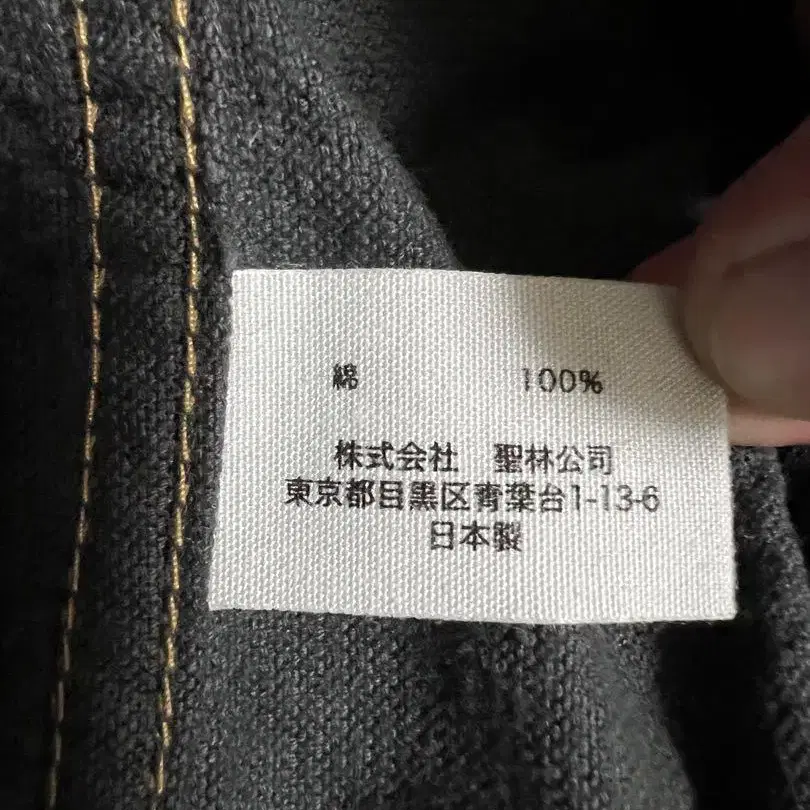 綿 100%
株式会社 聖林公司
東京都目黒区青葉台1-13-6
日本製